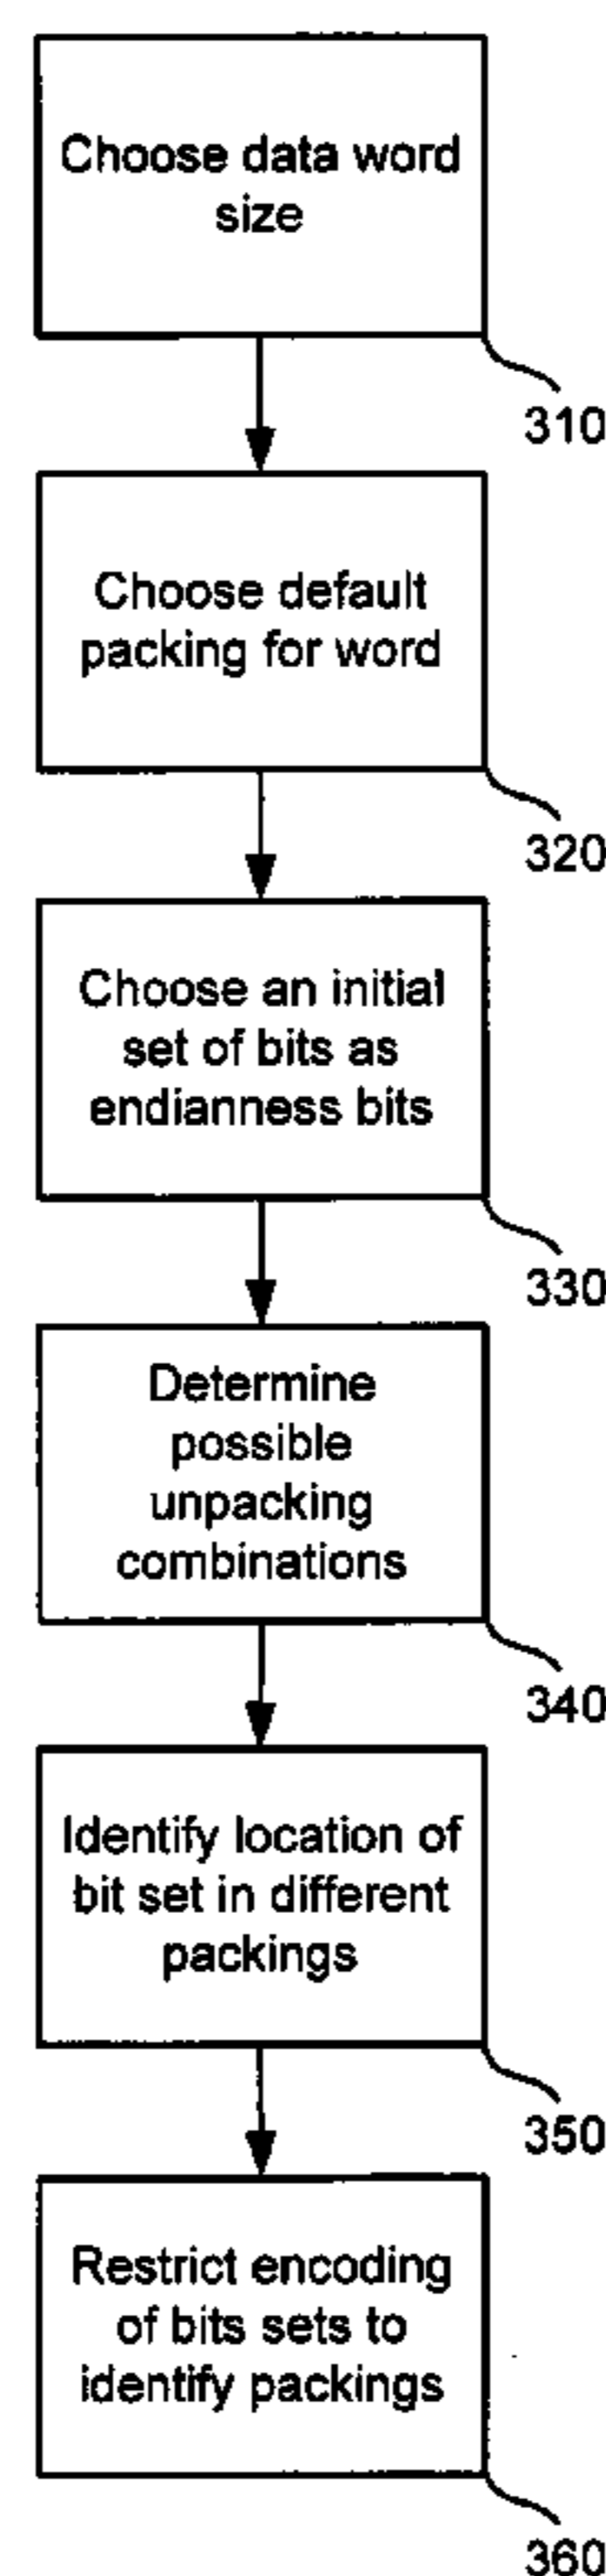 Choose data word
size
310
Choose default
packing for word
320
Choose an initial
set of bits as
endianness bits
330
Determine
possible
unpacking
combinations
340
Identify location of
bit set in different
packings
350
Restrict encoding
of bits sets to
identify packings
360